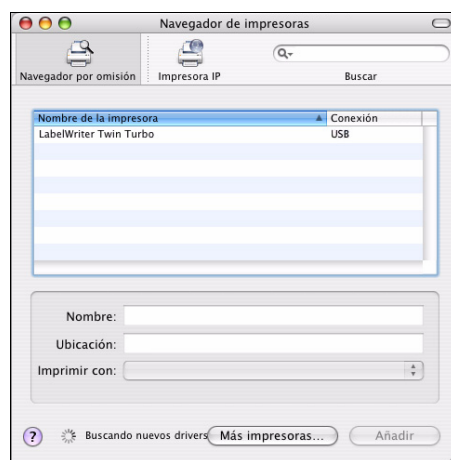 Navegador de impresoras
Navegador por omisión
Impresora IP
Buscar
Nombre de la impresora
Conexión
LabelWriter Twin Turbo
USB
Nombre:
Ubicación:
Imprimir con:
?
Buscando nuevos drivers
Más impresoras...
Añadir